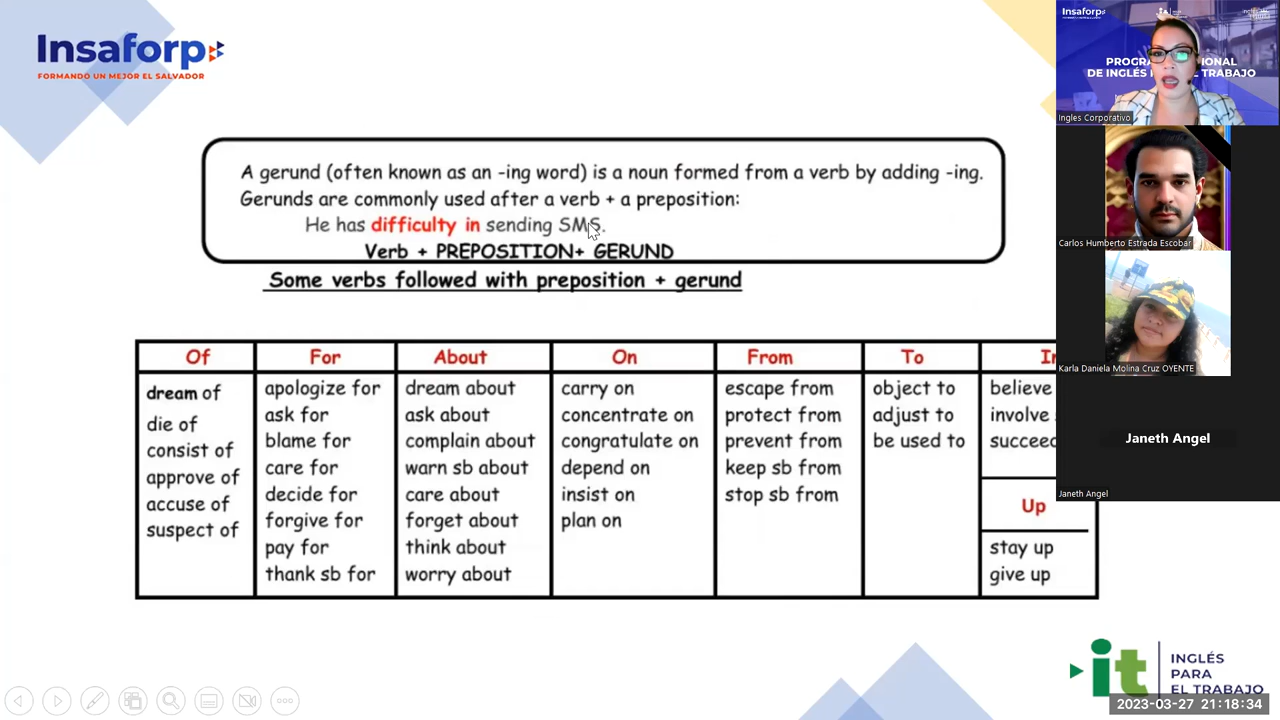 Insaforp
FORMANDO UN MEJOR EL SALVADOR
A gerund (often known as an -ing word) is a noun formed from a verb by adding -ing.
Gerunds are commonly used after a verb + a preposition:
He has difficulty in sending SMS.
Verb + PREPOSITION+ GERUND
Some verbs followed with preposition + gerund
Of
dream of
die of
consist of
approve of
accuse of
suspect of
For
apologize for
ask for
blame for
care for
decide for
forgive for
pay for
thank sb for
About
dream about
ask about
complain about
warn sb about
care about
forget about
think about
worry about
On
carry on
concentrate on
congratulate on
depend on
insist on
plan on
From
escape from
protect from
prevent from
keep sb from
stop sb from
To
object to
adjust to
be used to
believe
involve
succeed
Up
stay up
give up
Insaforp
DE INGLÉS
TRABAJO
Ingles Corporativo
Carlos Humberto Estrada Escobar
Karla Daniela Molina Cruz OYENTE
Janeth Angel
Janeth Angel
it
INGLÉS
PARA
EL TRABAJO
2023-03-27 21:18:34